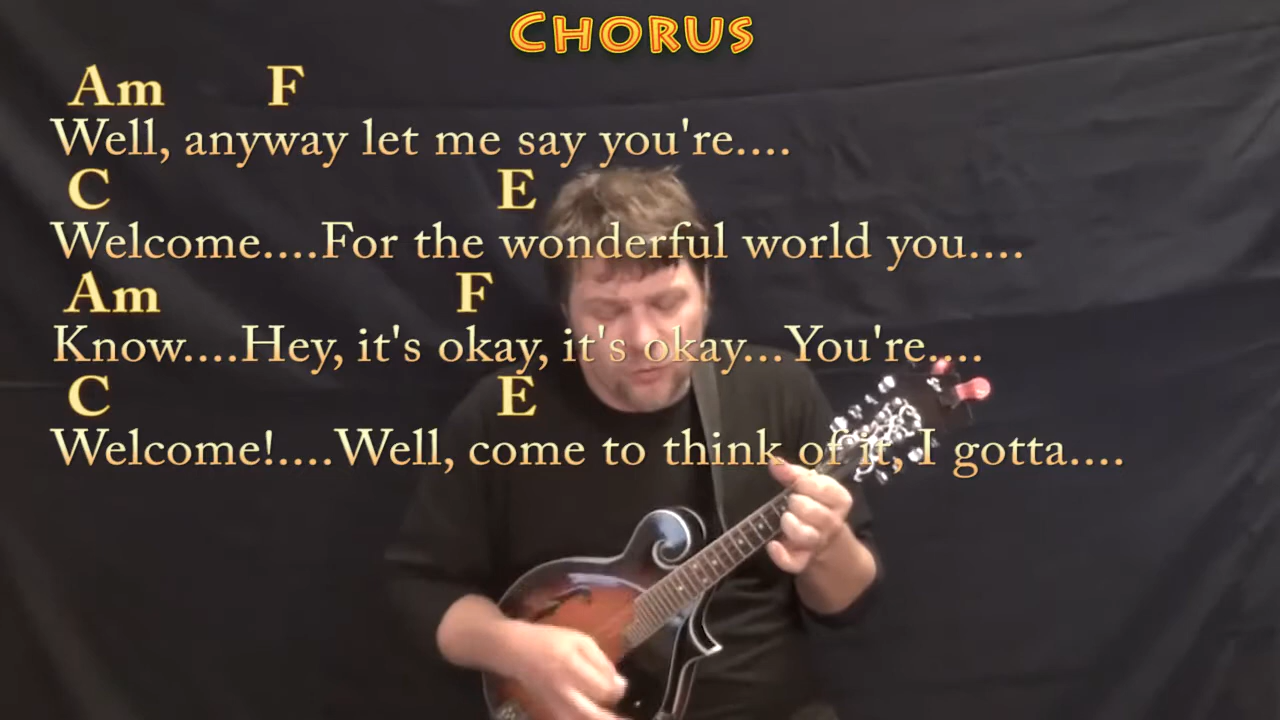 CHORUS
Am F
Well, anyway let me say you're....
C E
Welcome....For the wonderful world you....
Am F
Know....Hey, it's okay, it's okay...You're....
C E
Welcome!....Well, come to think of it, I gotta....